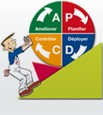 A P
Améliorer Planifier
Contrôler Déployer
C D